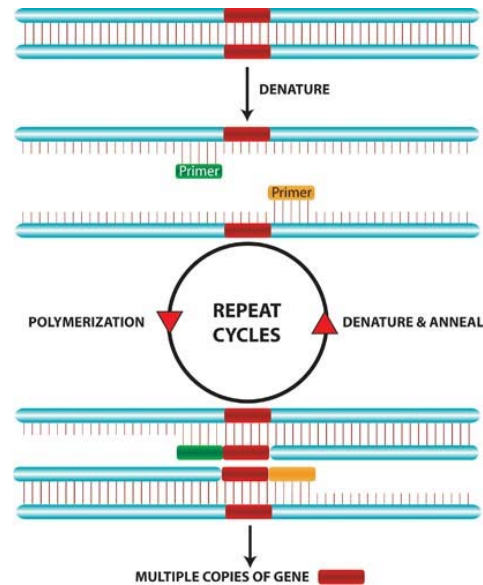 DENATURE
Primer
Primer
POLYMERIZATION
REPEAT
CYCLES
DENATURE & ANNEAL
MULTIPLE COPIES OF GENE